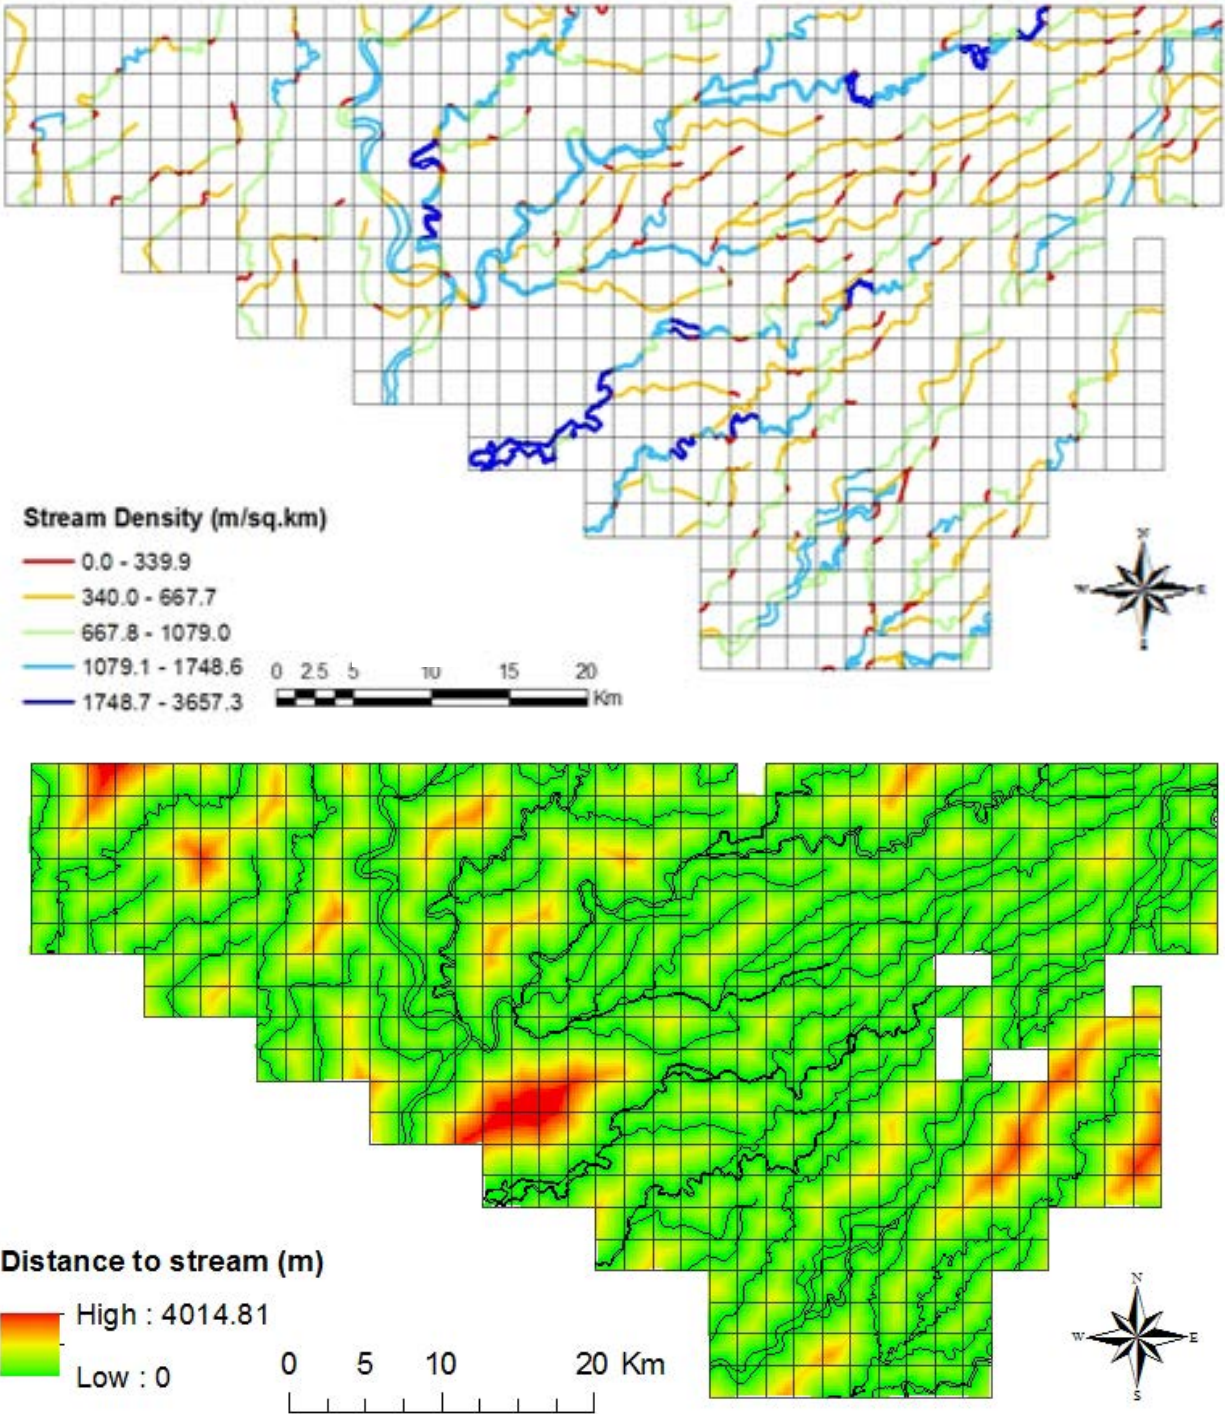 Stream Density (m/sq.km)
0.0 - 339.9
340.0 - 667.7
667.8 - 1079.0
1079.1 - 1748.6
1748.7 - 3657.3
0 2.5 5 10 15 20
Km
N
W E
S
Distance to stream (m)
High : 4014.81
Low : 0
0 5 10 20 Km
N
W E
S